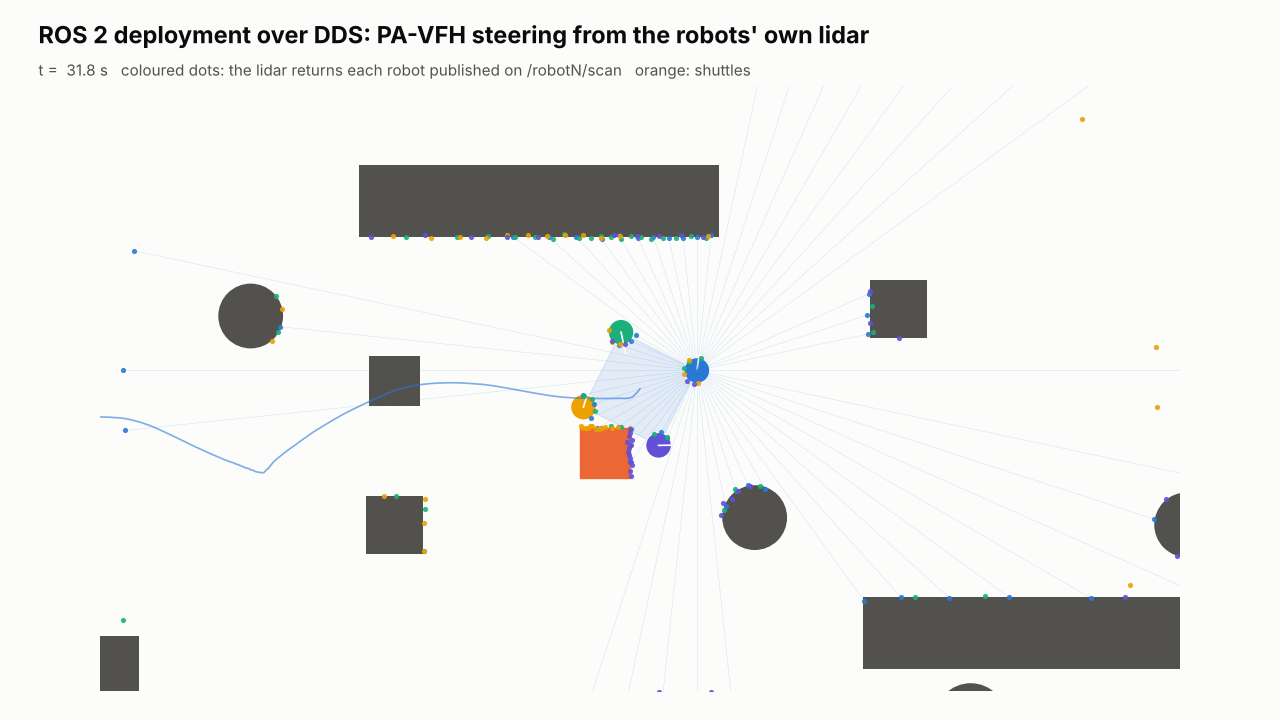 ROS 2 deployment over DDS: PA-VFH steering from the robots' own lidar
t = 31.8 s coloured dots: the lidar returns each robot published on /robotN/scan orange: shuttles